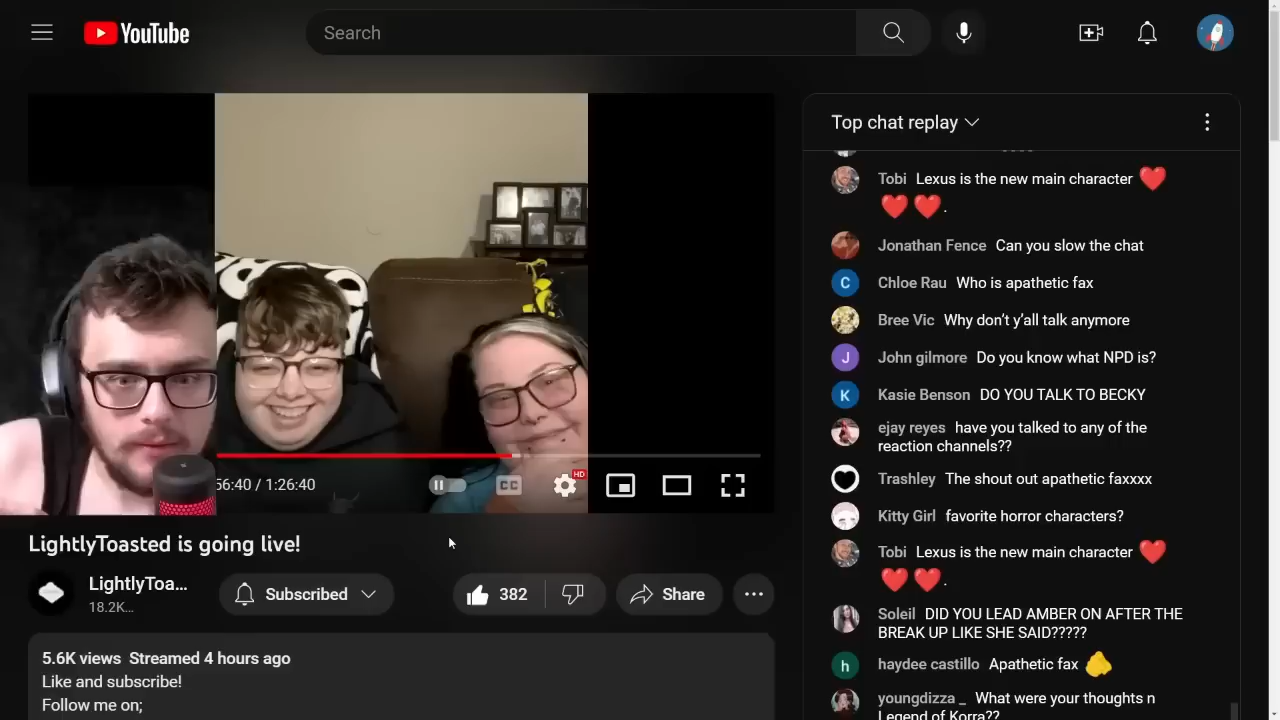 YouTube
Search
Top chat replay
Tobi Lexus is the new main character ❤️
❤️ ❤️ .
Jonathan Fence Can you slow the chat
C Chloe Rau Who is apathetic fax
Bree Vic Why don't y'all talk anymore
J John gilmore Do you know what NPD is?
K Kasie Benson DO YOU TALK TO BECKY
ejay reyes have you talked to any of the
reaction channels??
Trashley The shout out apathetic faxxxx
Kitty Girl favorite horror characters?
Tobi Lexus is the new main character ❤️
❤️ ❤️ .
Soleil DID YOU LEAD AMBER ON AFTER THE
BREAK UP LIKE SHE SAID?????
h haydee castillo Apathetic fax
youngdizza _ What were your thoughts n
Legend of Korra??
56:40 / 1:26:40
CC
HD
LightlyToasted is going live!
LightlyToa...
18.2K...
Subscribed
382
Share
5.6K views Streamed 4 hours ago
Like and subscribe!
Follow me on;